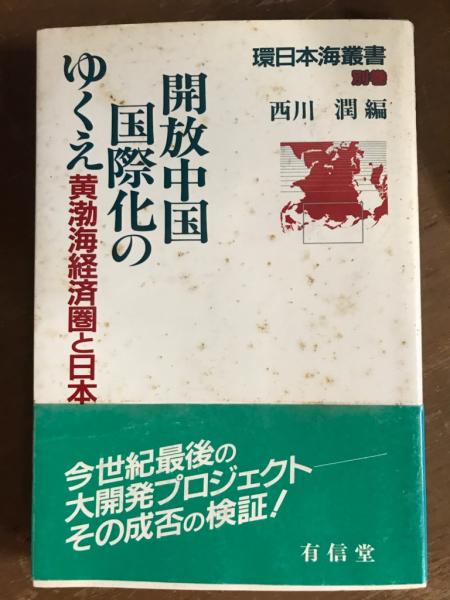 環日本海叢書
別巻
西川 潤 編
開放中国
国際化の
ゆくえ
黄渤海経済圏と日本
今世紀最後の
大開発プロジェクト――
その成否の検証!
有信堂